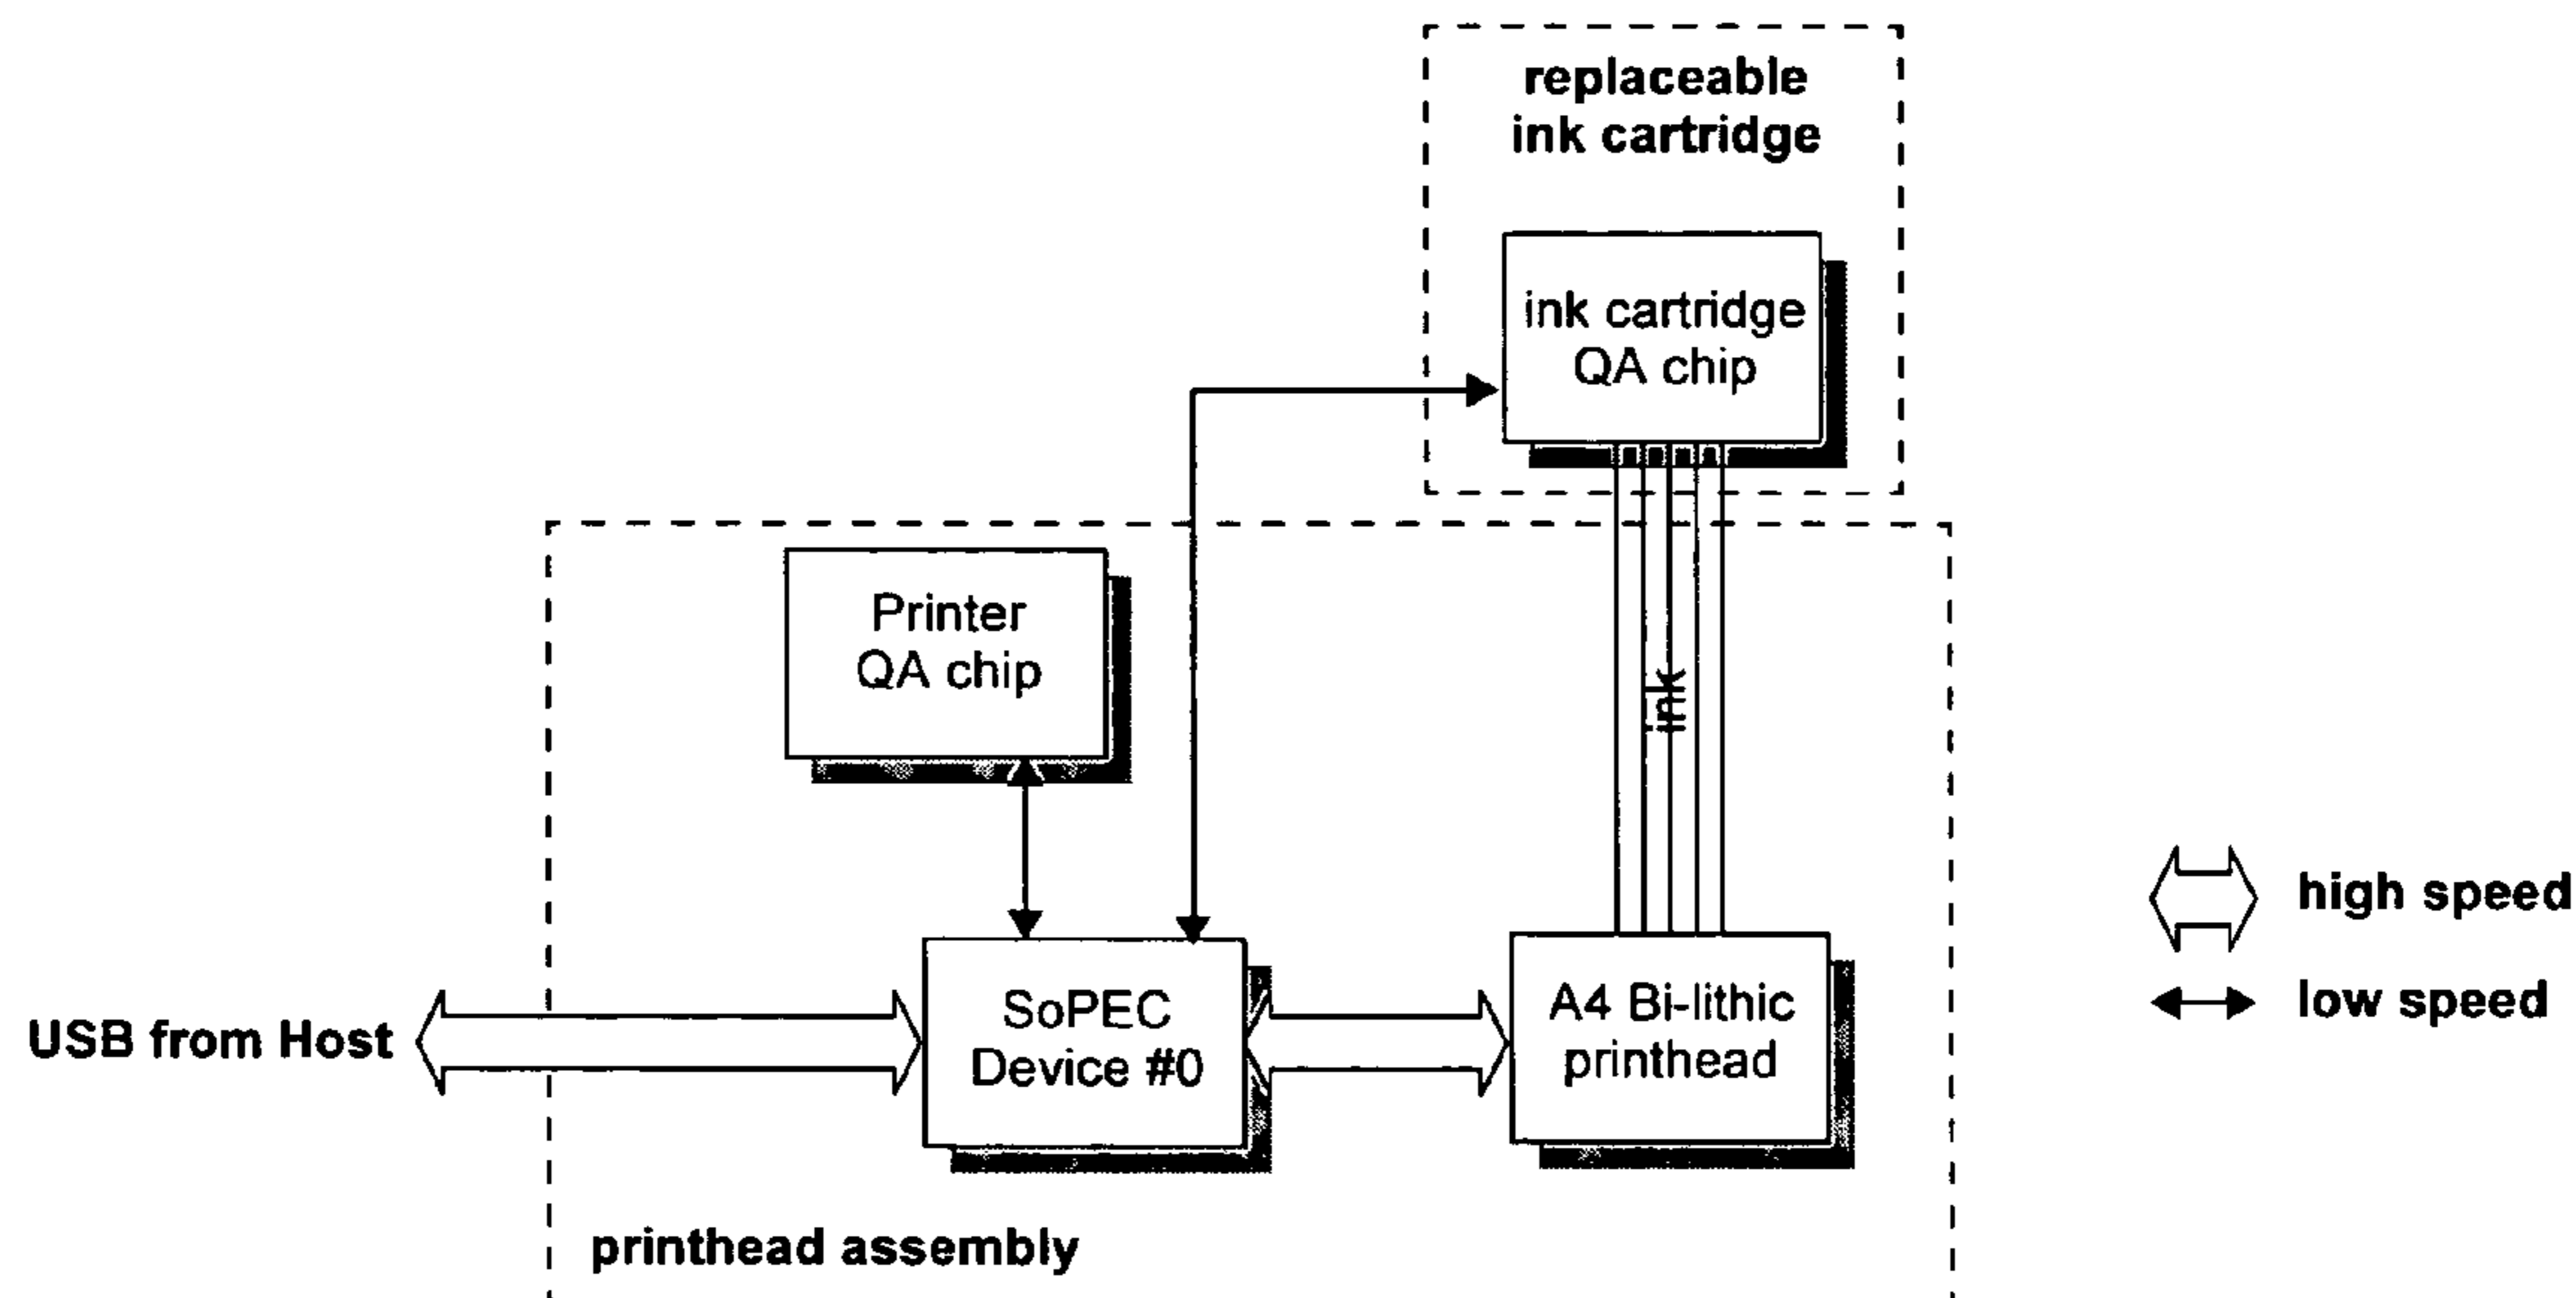 replaceable
ink cartridge
ink cartridge
QA chip
Printer
QA chip
ink
SoPEC
Device #0
A4 Bi-lithic
printhead
USB from Host
high speed
low speed
printhead assembly